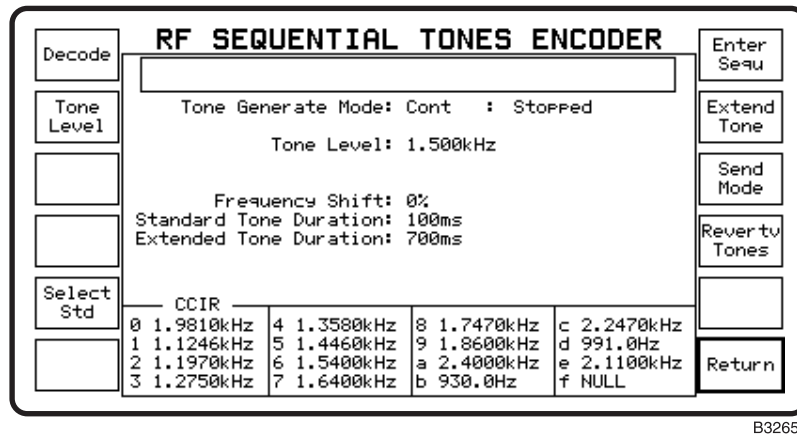 RF SEQUENTIAL TONES ENCODER
Decode
Tone
Level
Select
Std
Tone Generate Mode: Cont : Stopped
Tone Level: 1.500kHz
Frequency Shift: 0%
Standard Tone Duration: 100ms
Extended Tone Duration: 700ms
CCIR
0 1.9810kHz 4 1.3580kHz 8 1.7470kHz c 2.2470kHz
1 1.1246kHz 5 1.4460kHz 9 1.8600kHz d 991.0Hz
2 1.1970kHz 6 1.5400kHz a 2.4000kHz e 2.1100kHz
3 1.2750kHz 7 1.6400kHz b 930.0Hz f NULL
Enter
Sequ
Extend
Tone
Send
Mode
Revertv
Tones
Return
B3265